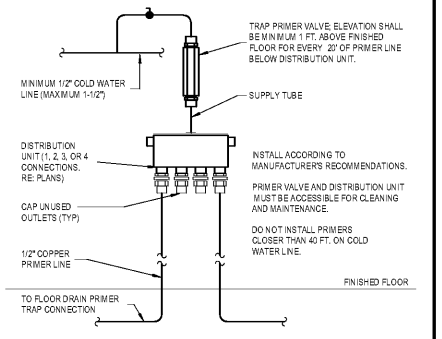 TRAP PRIMER VALVE; ELEVATION SHALL
BE MINIMUM 1 FT. ABOVE FINISHED
FLOOR FOR EVERY 20' OF PRIMER LINE
BELOW DISTRIBUTION UNIT.
MINIMUM 1/2" COLD WATER
LINE (MAXIMUM 1-1/2")
SUPPLY TUBE
DISTRIBUTION
UNIT (1, 2, 3, OR 4
CONNECTIONS.
RE: PLANS)
INSTALL ACCORDING TO
MANUFACTURER'S RECOMMENDATIONS.
PRIMER VALVE AND DISTRIBUTION UNIT
MUST BE ACCESSIBLE FOR CLEANING
AND MAINTENANCE.
CAP UNUSED
OUTLETS (TYP)
DO NOT INSTALL PRIMERS
CLOSER THAN 40 FT. ON COLD
WATER LINE.
1/2" COPPER
PRIMER LINE
FINISHED FLOOR
TO FLOOR DRAIN PRIMER
TRAP CONNECTION